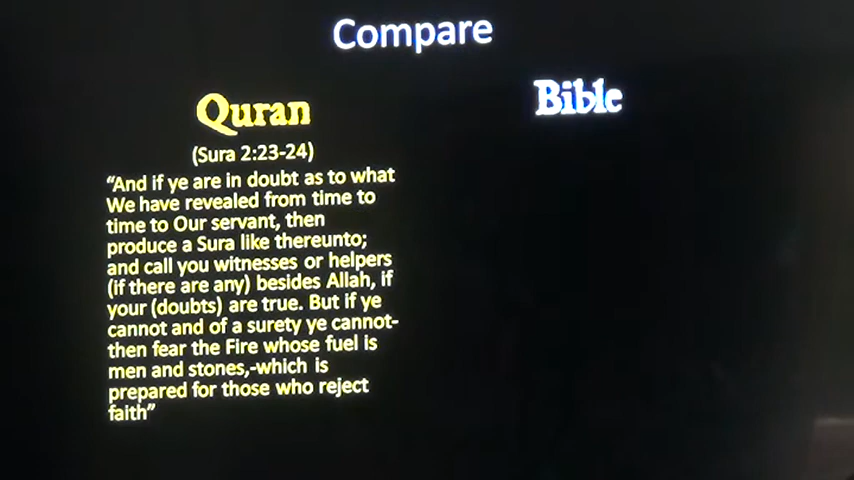 Compare
Quran
Bible
(Sura 2:23-24)
“And if ye are in doubt as to what
We have revealed from time to
time to Our servant, then
produce a Sura like thereunto;
and call you witnesses or helpers
(if there are any) besides Allah, if
your (doubts) are true. But if ye
cannot and of a surety ye cannot-
then fear the Fire whose fuel is
men and stones,-which is
prepared for those who reject
faith”